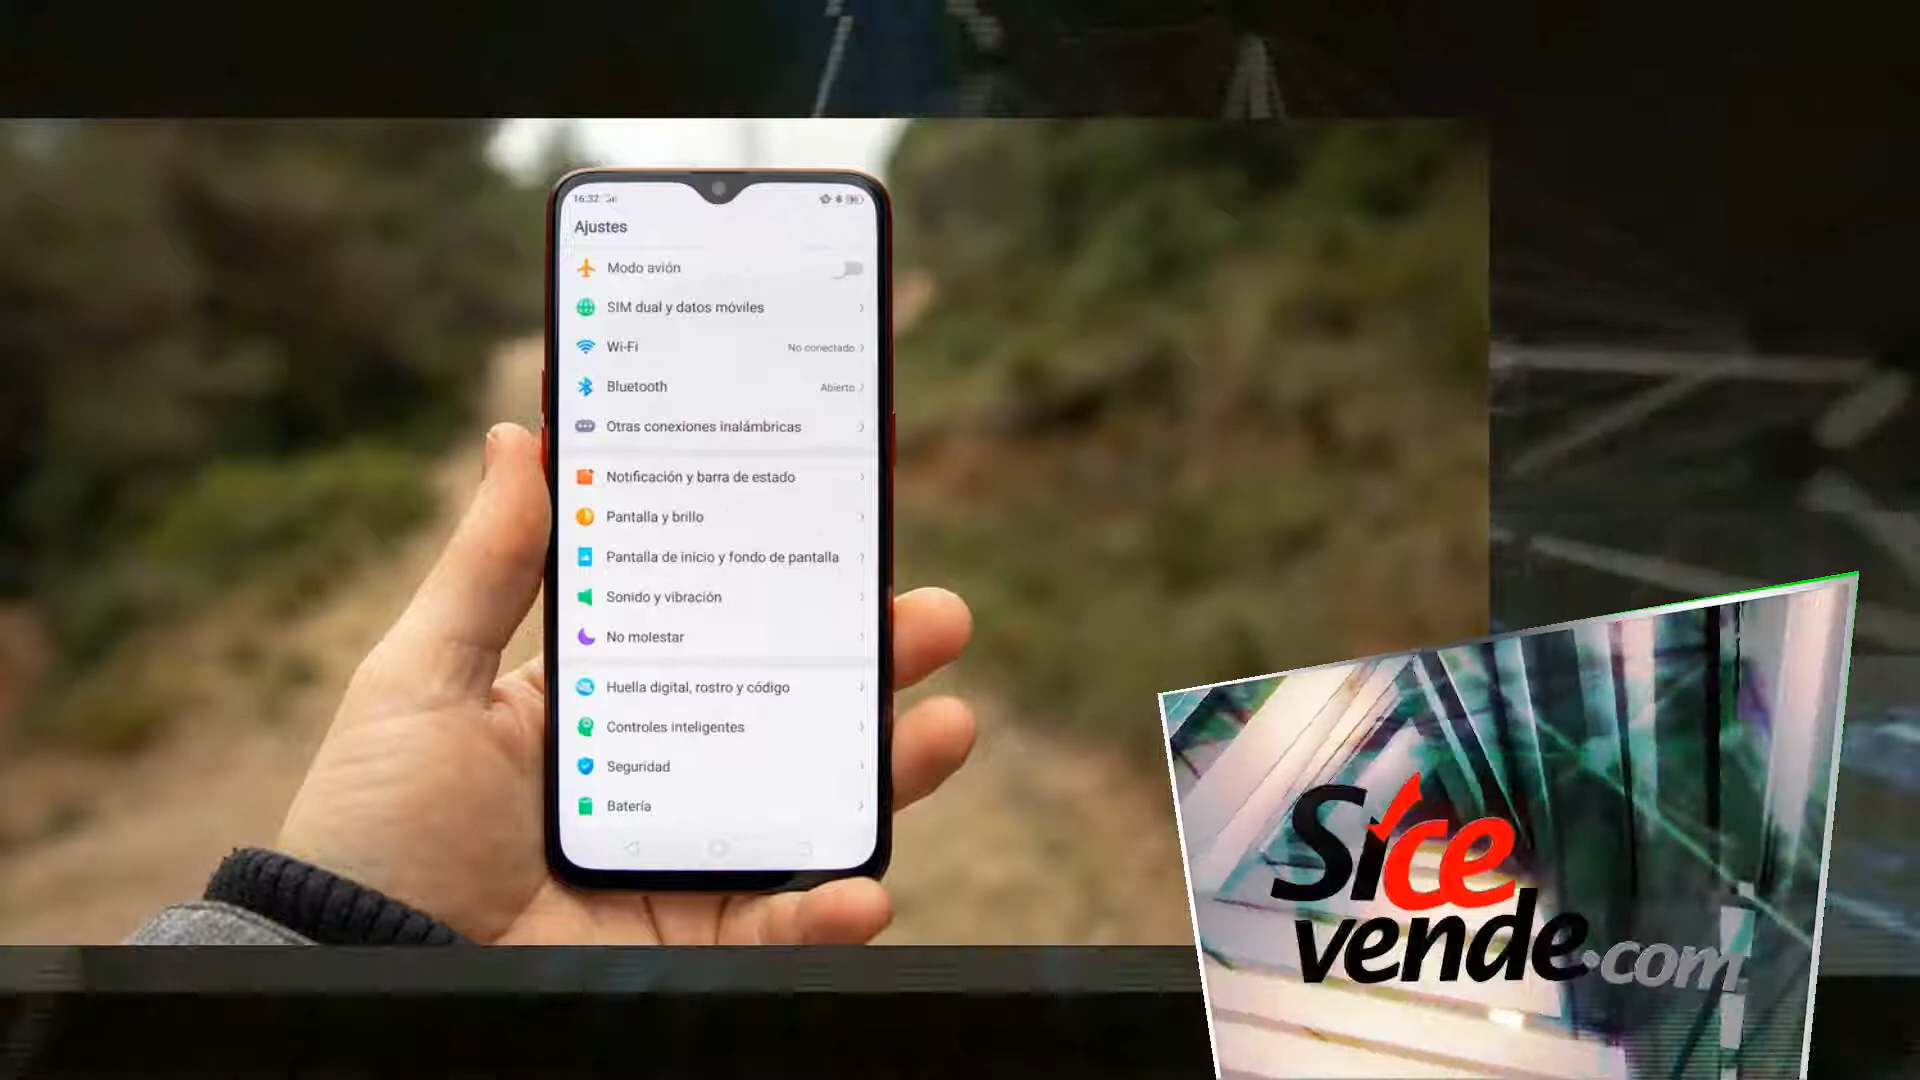 16:32
Ajustes
Modo avión
SIM dual y datos móviles
Wi-Fi No conectado
Bluetooth Abierto
Otras conexiones inalámbricas
Notificación y barra de estado
Pantalla y brillo
Pantalla de inicio y fondo de pantalla
Sonido y vibración
No molestar
Huella digital, rostro y código
Controles inteligentes
Seguridad
Batería
Síce
vende.com